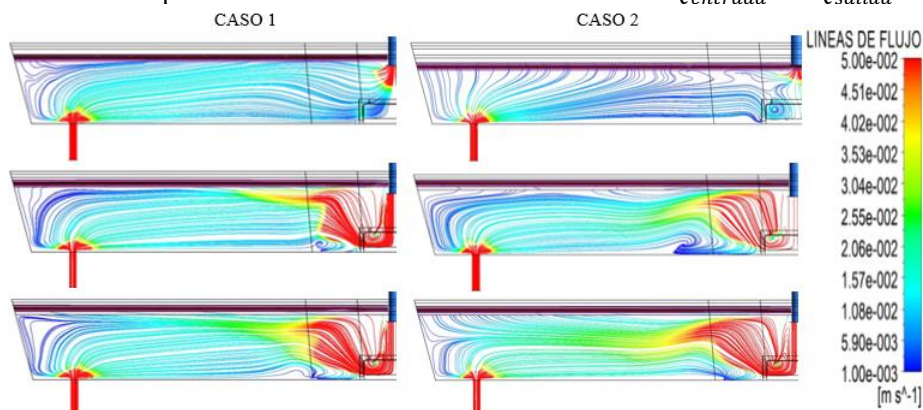 CASO 1
CASO 2
LINEAS DE FLUJO
5.00e-002
4.51e-002
4.02e-002
3.53e-002
3.04e-002
2.55e-002
2.06e-002
1.57e-002
1.08e-002
5.90e-003
1.00e-003
[m s^-1]